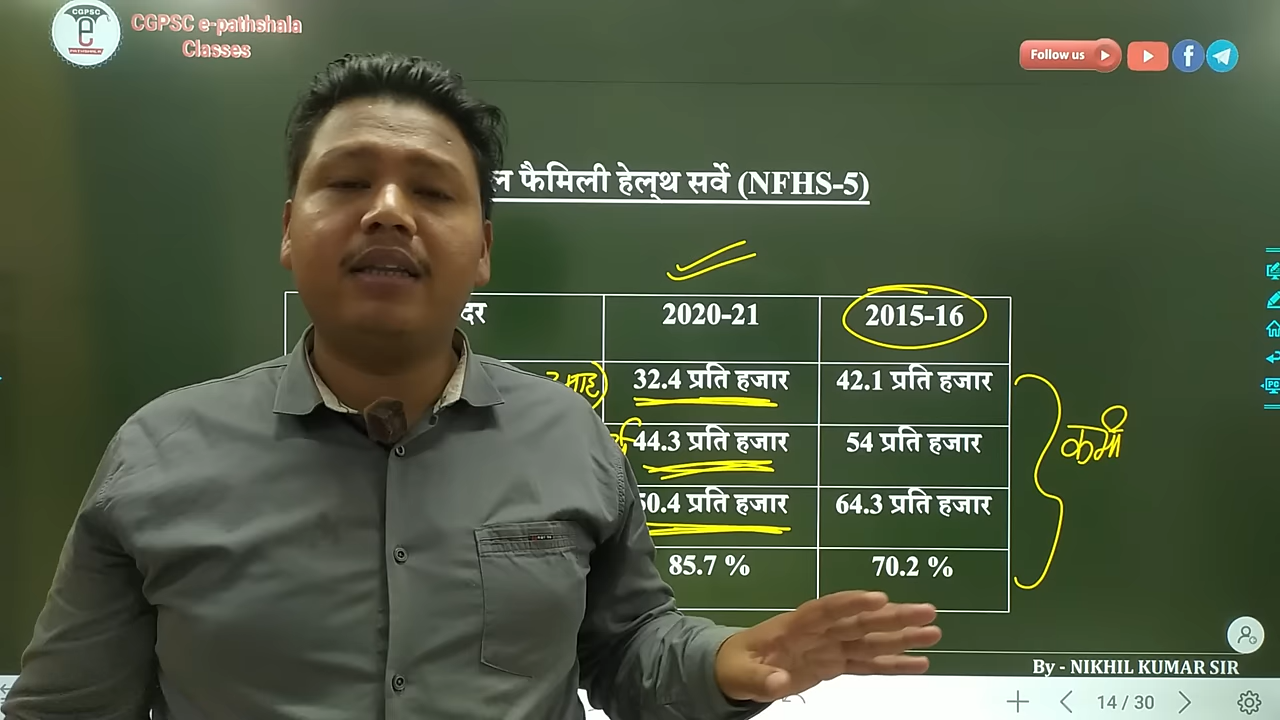 CGPSC
e
CGPSC e-pathshala
Classes
Follow us
फैमिली हेल्थ सर्वे (NFHS-5)
दर 2020-21 2015-16
32.4 प्रति हजार 42.1 प्रति हजार
44.3 प्रति हजार 54 प्रति हजार
50.4 प्रति हजार 64.3 प्रति हजार
85.7 % 70.2 %
कमी
By - NIKHIL KUMAR SIR
14 / 30